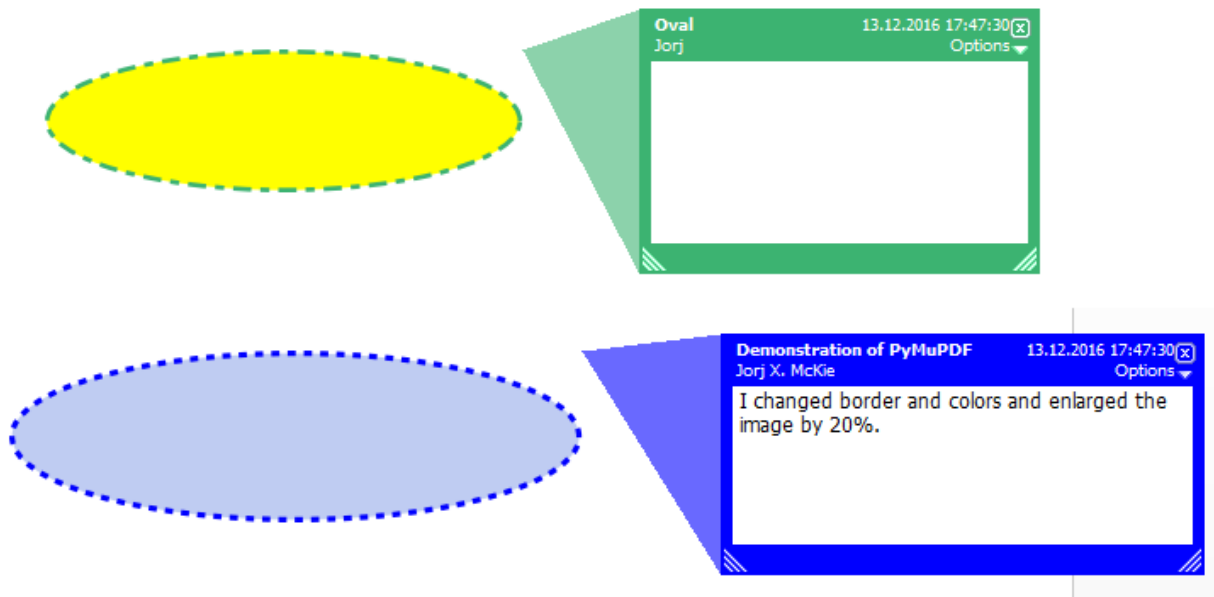 Oval 13.12.2016 17:47:30
Jorj Options
Demonstration of PyMuPDF 13.12.2016 17:47:30
Jorj X. McKie Options
I changed border and colors and enlarged the
image by 20%.